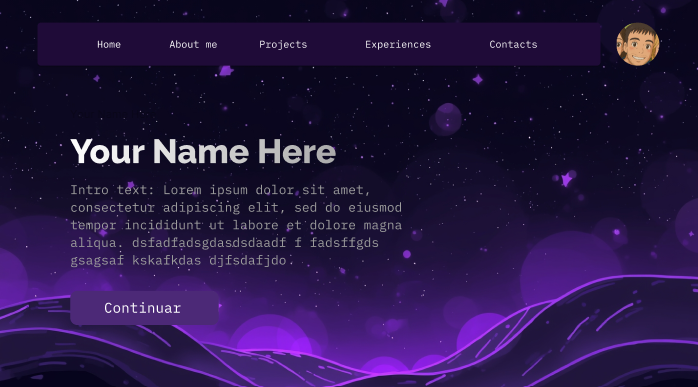 Home About me Projects Experiences Contacts
Your Name Here
Intro text: Lorem ipsum dolor sit amet,
consectetur adipiscing elit, sed do eiusmod
tempor incididunt ut labore et dolore magna
aliqua. dsfadfadsgdasdsdaadf f fadsffgds
gsagsaf kskafkdas djfsdafjdo.
Continuar